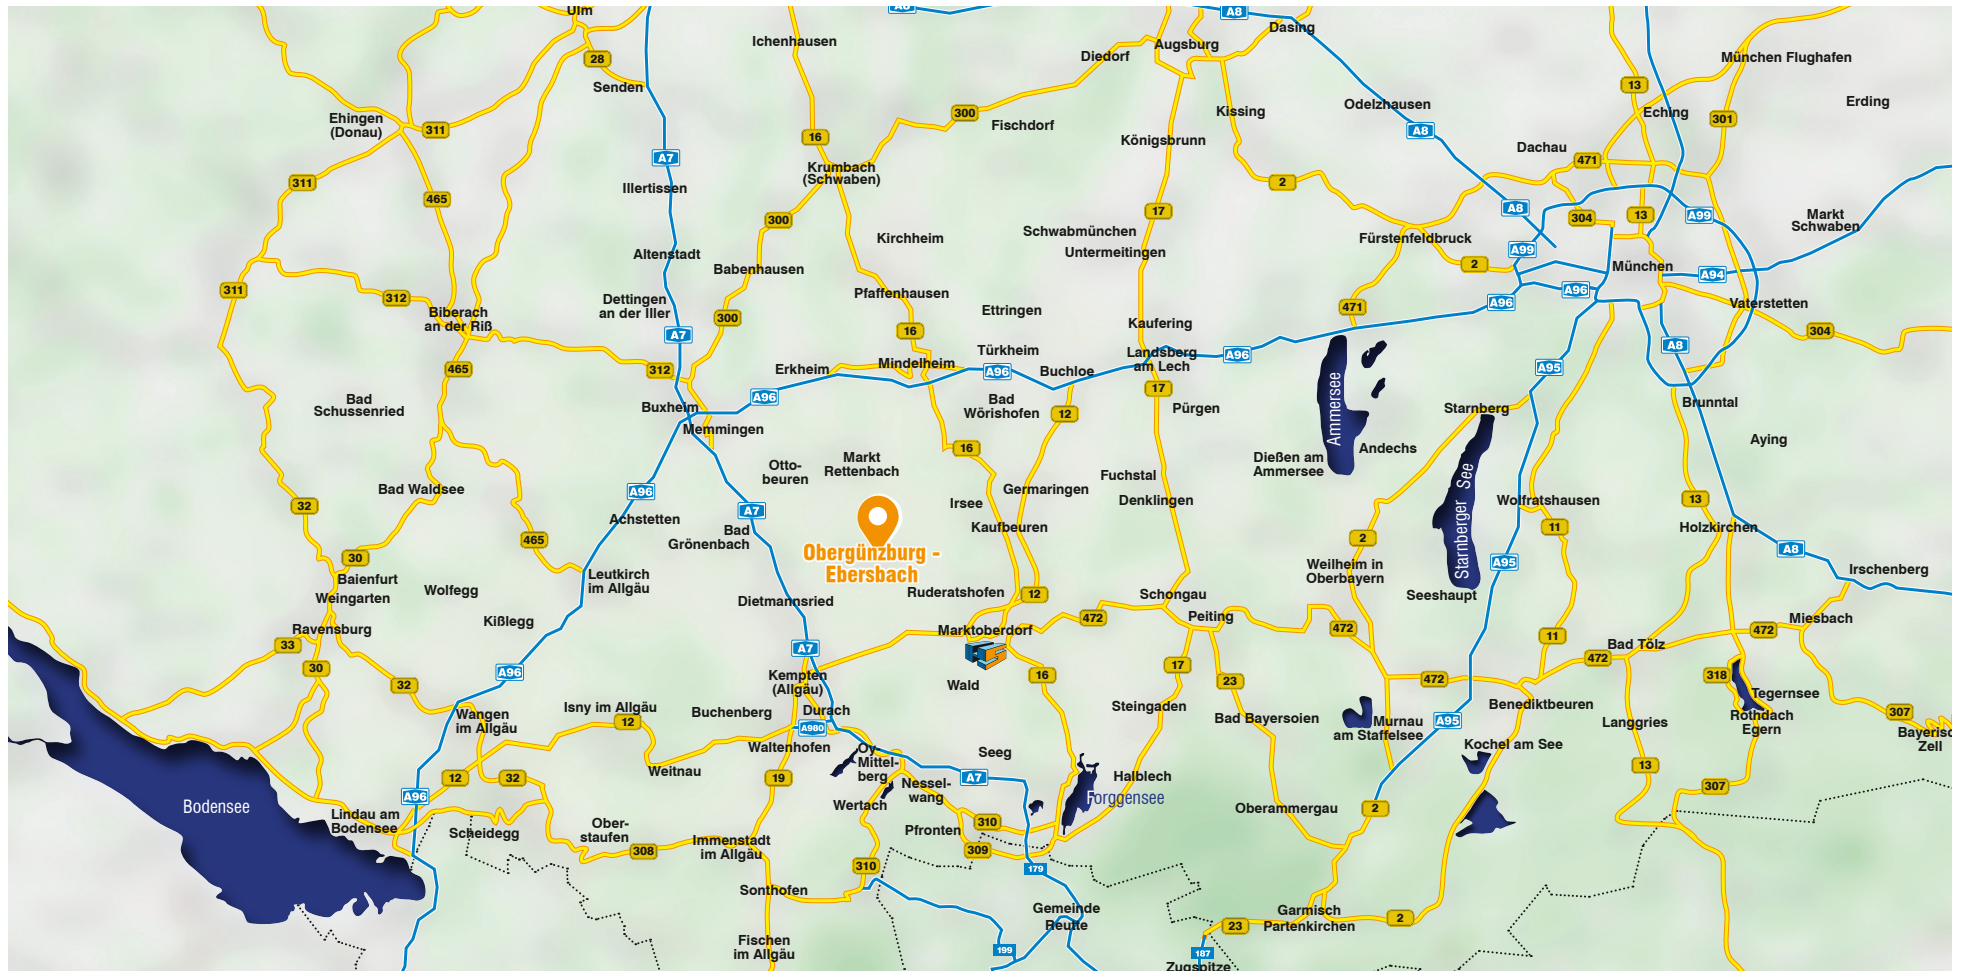 Ulm
A8
A8
Dasing
Ichenhausen
Augsburg
Diedorf
28
Senden
München Flughafen
13
Erding
Odelzhausen
Kissing
300
Eching
301
Ehingen
(Donau)
311
Fischdorf
A8
16
Königsbrunn
Dachau
471
A7
Krumbach
(Schwaben)
311
Illertissen
2
465
17
A8
304
13
A99
Markt
Schwaben
300
Kirchheim
Schwabmünchen
Untermeitingen
Fürstenfeldbruck
A99
Altenstadt
Babenhausen
2
München
A94
311
312
Pfaffenhausen
A96
A96
Vaterstetten
Dettingen
an der Iller
Biberach
an der Riß
300
Ettringen
471
Kaufering
16
304
A7
Türkheim
A8
Landsberg
am Lech
A96
465
312
Erkheim
Mindelheim
A96
Buchloe
A95
17
A96
Bad
Schussenried
Buxheim
Bad
Wörishofen
12
Pürgen
Ammersee
Starnberg
Brunntal
Memmingen
Aying
16
Andechs
Markt
Rettenbach
Otto-
beuren
Dießen am
Ammersee
Fuchstal
Bad Waldsee
A96
Germaringen
Denklingen
Starnberger See
Wolfratshausen
13
32
A7
Irsee
Achstetten
Kaufbeuren
11
Holzkirchen
Bad
Grönenbach
465
2
A8
30
Obergünzburg -
Ebersbach
A95
Weilheim in
Oberbayern
Irschenberg
Baienfurt
Wolfegg
Leutkirch
im Allgäu
Weingarten
Dietmannsried
Ruderatshofen
12
Schongau
Seeshaupt
Kißlegg
472
Peiting
Miesbach
Ravensburg
Marktoberdorf
472
472
33
A7
11
Bad Tölz
30
472
A96
Kempten
(Allgäu)
Wald
16
17
23
472
318
32
Tegernsee
Wangen
im Allgäu
Isny im Allgäu
12
Buchenberg
Durach
Steingaden
Bad Bayersoien
Murnau
am Staffelsee
A95
Benediktbeuren
Langgries
Rothdach
Egern
307
Bayerisc
Zell
A980
Waltenhofen
Oy-
Mittel-
berg
Seeg
Kochel am See
Weitnau
12
32
19
A7
Halblech
13
307
Nessel-
wang
Forggensee
A96
Bodensee
Wertach
Oberammergau
2
Lindau am
Bodensee
Scheidegg
Ober-
staufen
310
Pfronten
308
Immenstadt
im Allgäu
309
310
179
Sonthofen
Gemeinde
Reutte
Garmisch
Partenkirchen
2
23
Fischen
im Allgäu
199
187
Zugspitze